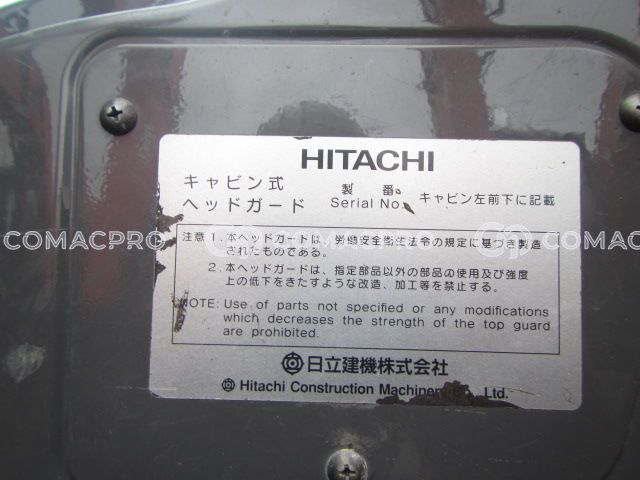 HITACHI
キャビン式
ヘッドガード
製 番
Serial No.
キャビン左前下に記載
注意 1. 本ヘッドガードは、労働安全衛生法令の規定に基づき製造
されたものである。
2. 本ヘッドガードは、指定部品以外の部品の使用及び強度
上の低下をきたすような改造、加工等を禁止する。
NOTE: Use of parts not specified or any modifications
which decreases the strength of the top guard
are prohibited.
日立建機株式会社
Hitachi Construction Machinery Co., Ltd.
COMACPRO
COMACPRO
COMACPRO